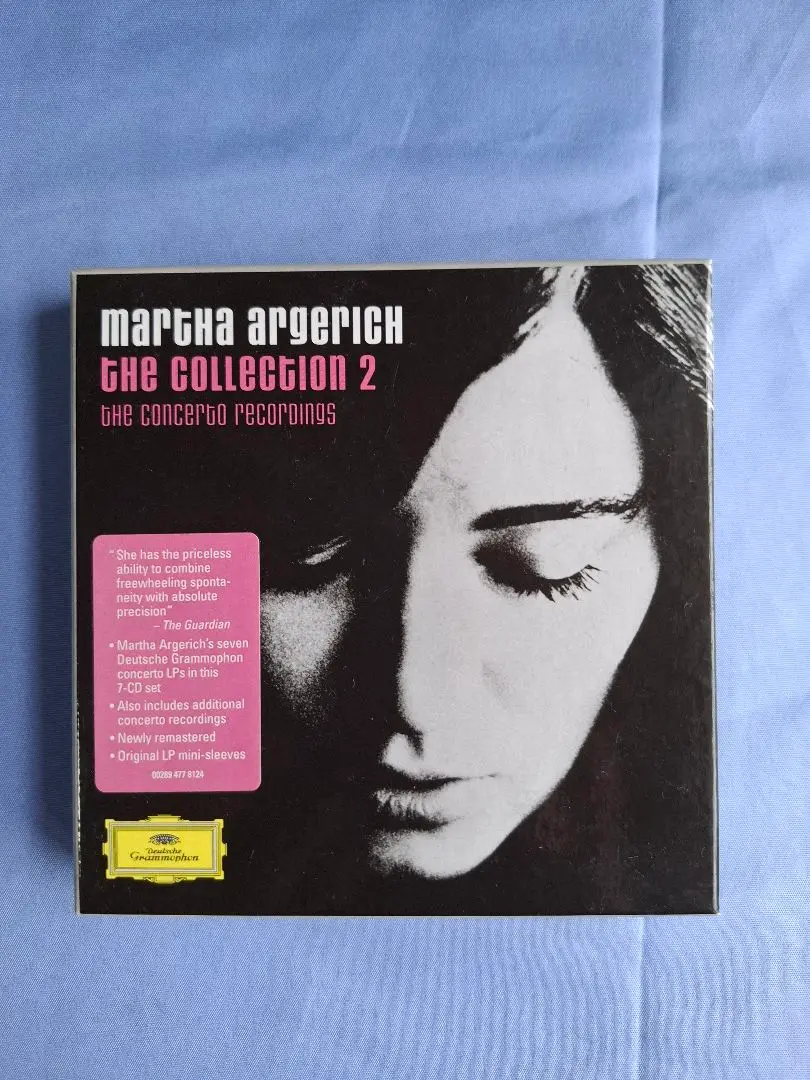 martha argerich
the collection 2
the concerto recordings
“She has the priceless
ability to combine
freewheeling sponta-
neity with absolute
precision”
– The Guardian
• Martha Argerich's seven
Deutsche Grammophon
concerto LPs in this
7-CD set
• Also includes additional
concerto recordings
• Newly remastered
• Original LP mini-sleeves
00289 477 8124
Deutsche
Grammophon